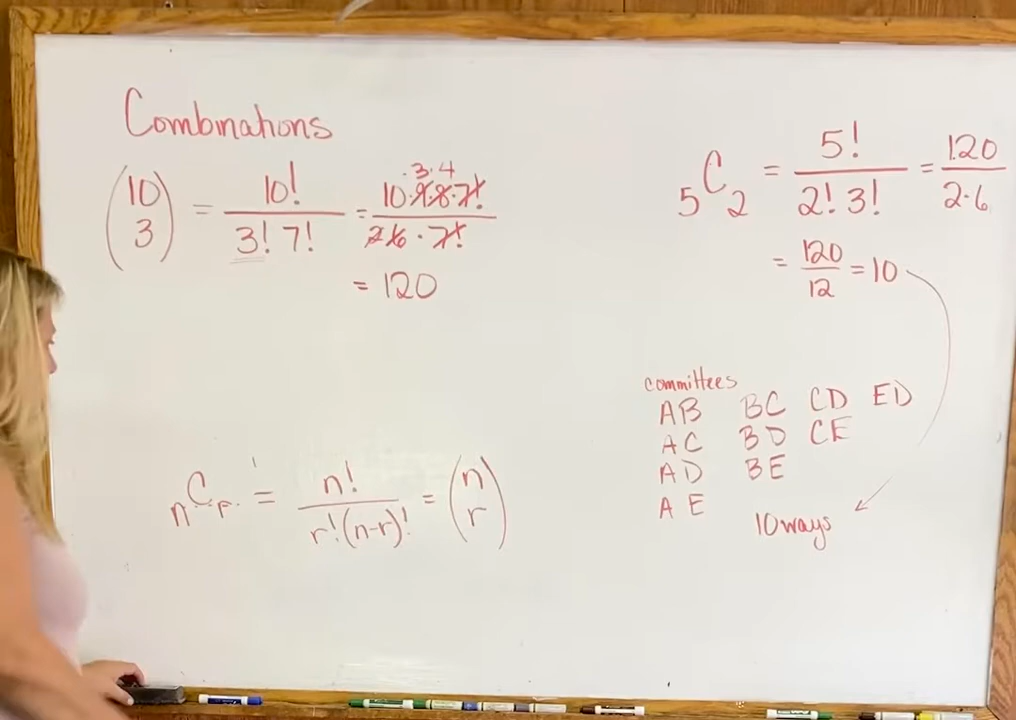 Combinations
(10 3) = 10! / 3! 7! = 10·9·8·7! / 2·6·7!
3·4
= 120
nCr = n! / r!(n-r)! = (n r)
5C2 = 5! / 2! 3! = 120 / 2·6
= 120 / 12 = 10
committees
AB BC CD ED
AC BD CE
AD BE
AE
10 ways